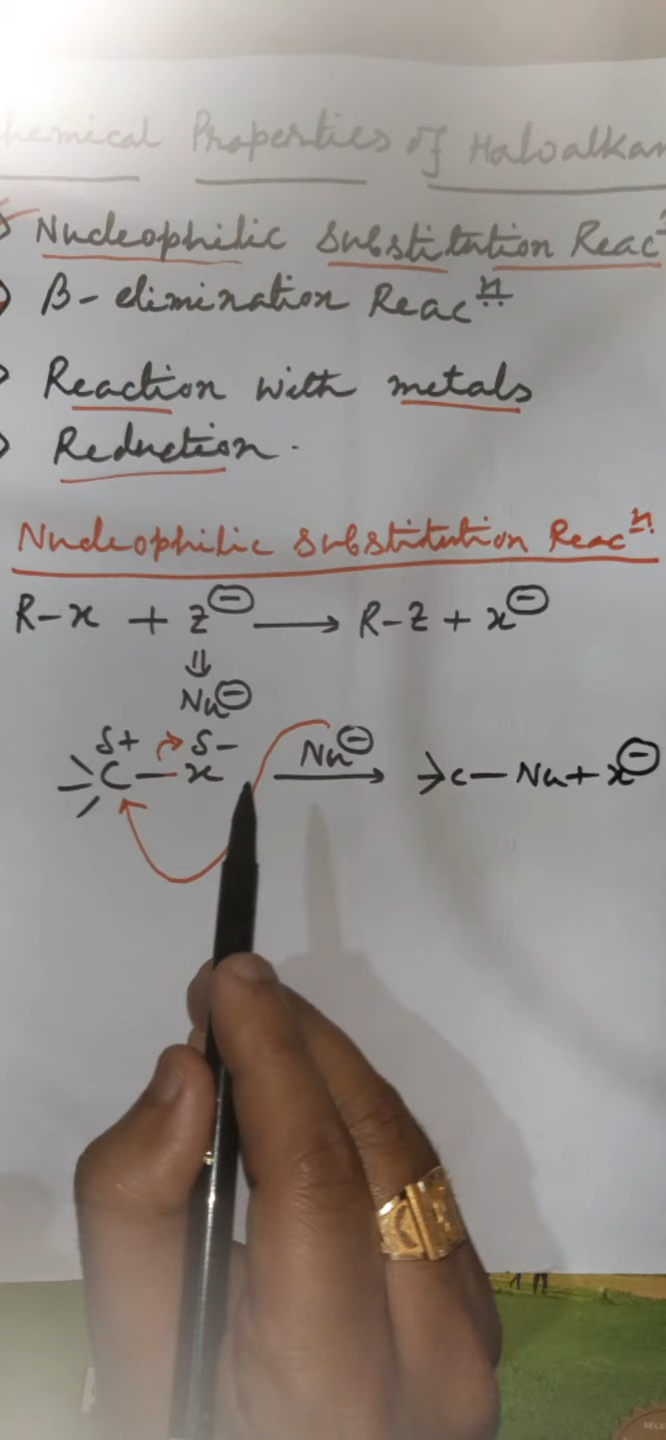 hemical Properties of Haloalkan
Nucleophilic Substitution Reac
β- elimination Reacⁿ
Reaction with metals
Reduction.
Nucleophilic Substitution Reacⁿ
R-x + z⊖ ⟶ R-Z + x⊖
⇓
Nu⊖
δ+ δ-
C — x Nu⊖ ⟶ C — Nu + x⊖